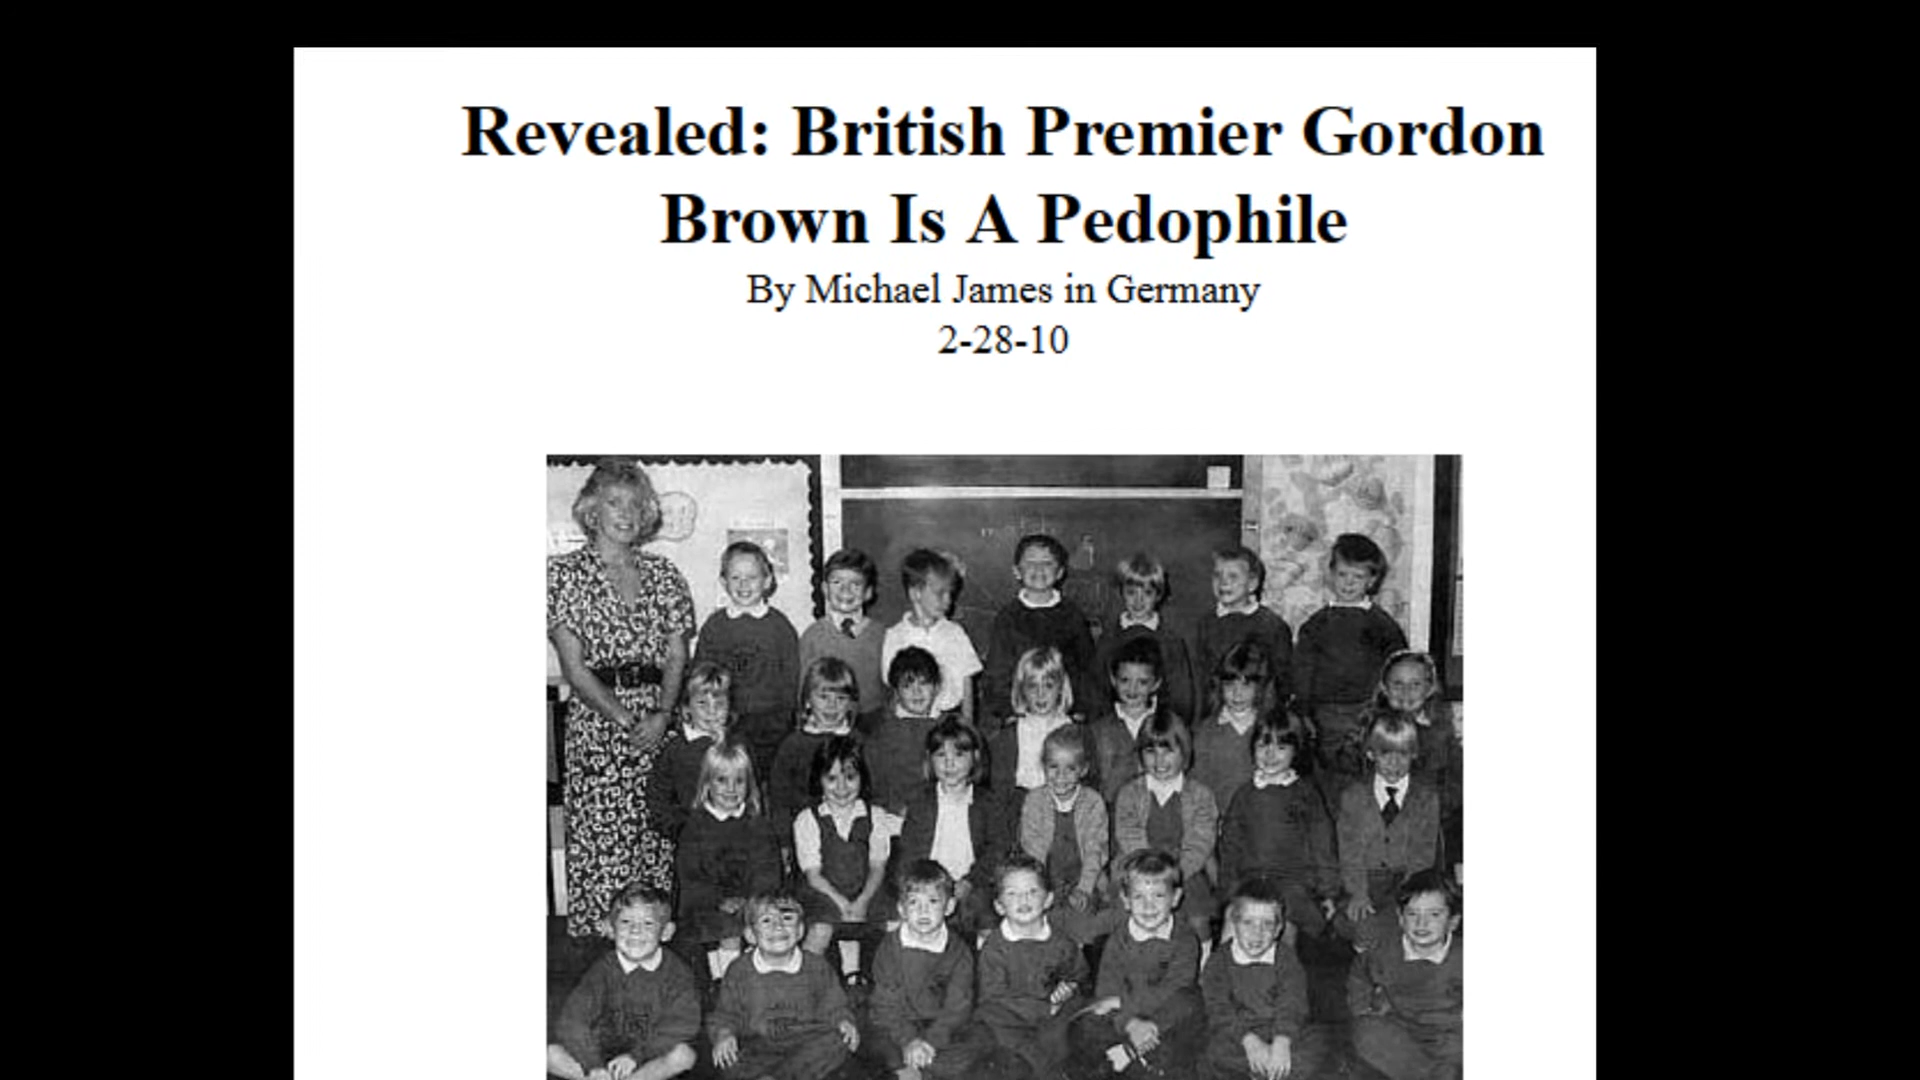 Revealed: British Premier Gordon
Brown Is A Pedophile
By Michael James in Germany
2-28-10